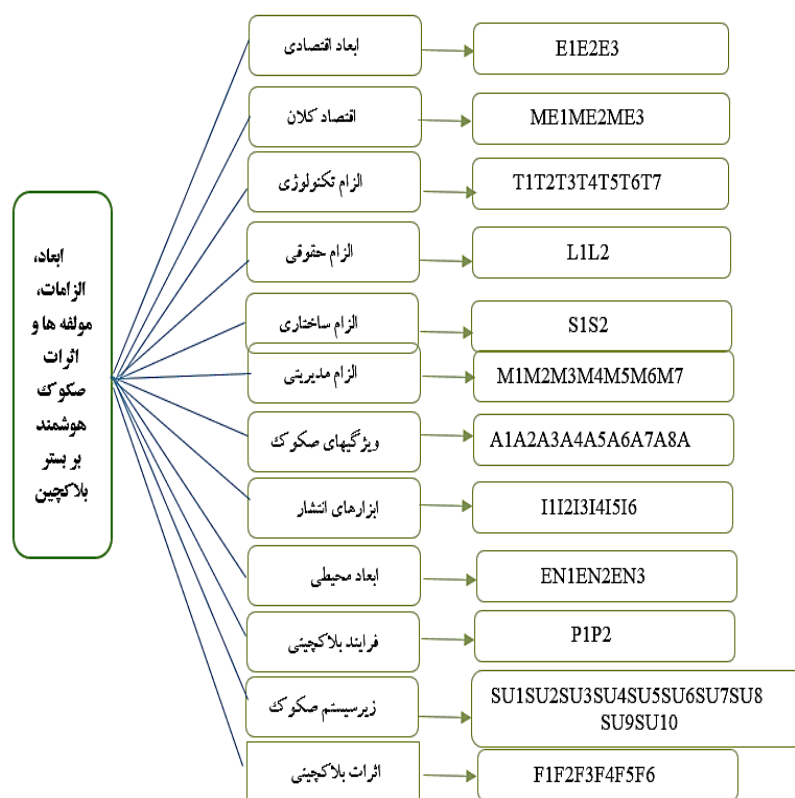 ابعاد،
الزامات،
مولفه ها و
اثرات
صکوک
هوشمند
بر بستر
بلاکچین
ابعاد اقتصادی
E1E2E3
اقتصاد کلان
ME1ME2ME3
الزام تکنولوژی
T1T2T3T4T5T6T7
الزام حقوقی
L1L2
الزام ساختاری
S1S2
الزام مدیریتی
M1M2M3M4M5M6M7
ویژگیهای صکوک
A1A2A3A4A5A6A7A8A
ابزارهای انتشار
I1I2I3I4I5I6
ابعاد محیطی
EN1EN2EN3
فرایند بلاکچینی
P1P2
زیرسیستم صکوک
SU1SU2SU3SU4SU5SU6SU7SU8
SU9SU10
اثرات بلاکچینی
F1F2F3F4F5F6